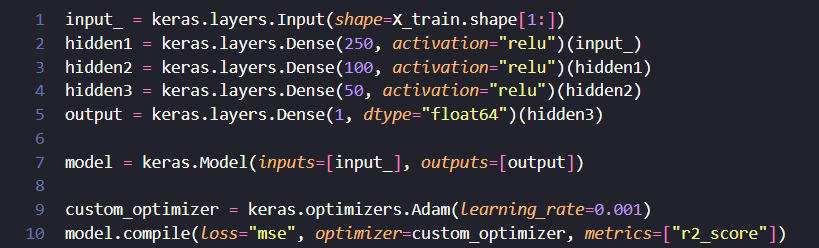 1 input_ = keras.layers.Input(shape=X_train.shape[1:])
2 hidden1 = keras.layers.Dense(250, activation="relu")(input_)
3 hidden2 = keras.layers.Dense(100, activation="relu")(hidden1)
4 hidden3 = keras.layers.Dense(50, activation="relu")(hidden2)
5 output = keras.layers.Dense(1, dtype="float64")(hidden3)
6
7 model = keras.Model(inputs=[input_], outputs=[output])
8
9 custom_optimizer = keras.optimizers.Adam(learning_rate=0.001)
10 model.compile(loss="mse", optimizer=custom_optimizer, metrics=["r2_score"])